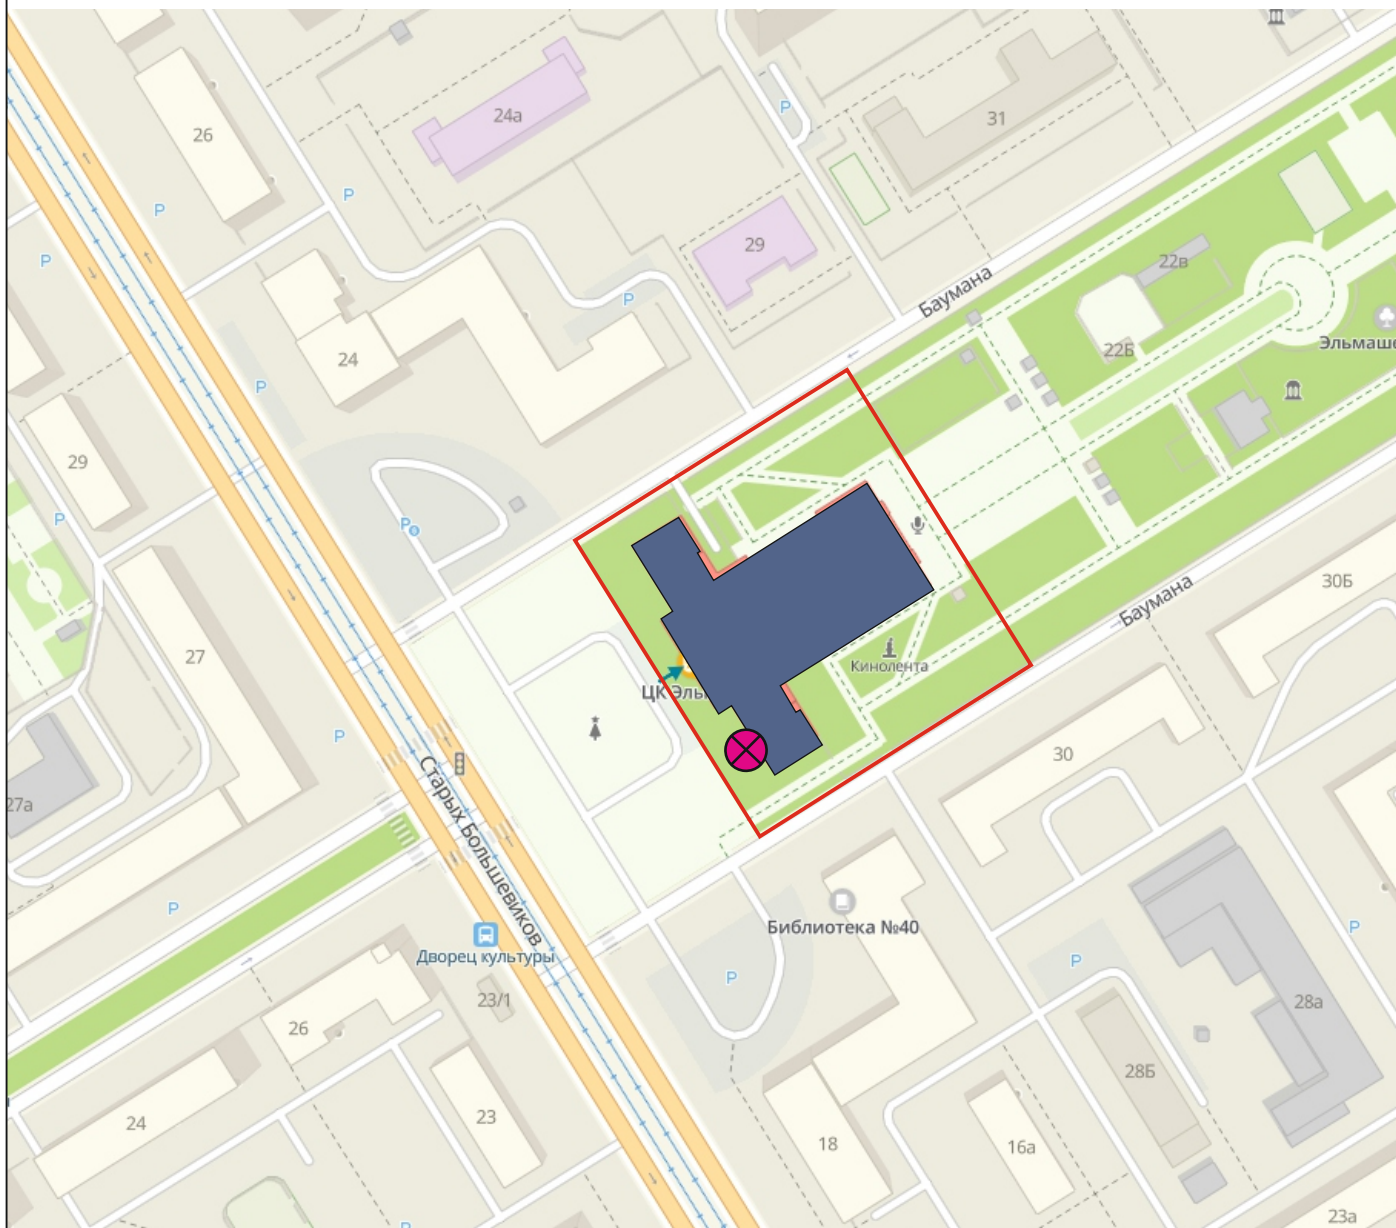 26
24а
31
P
P
P
29
22в
Баумана
P
P
22Б
24
Эльмаше
P
29
P
P
Баумана
30Б
27
Кинолента
ЦК Эль
P
30
27а
Старых Большевиков
P
Библиотека №40
P
Дворец культуры
P
P
23/1
28а
26
28Б
24
23
18
16а
23а
P